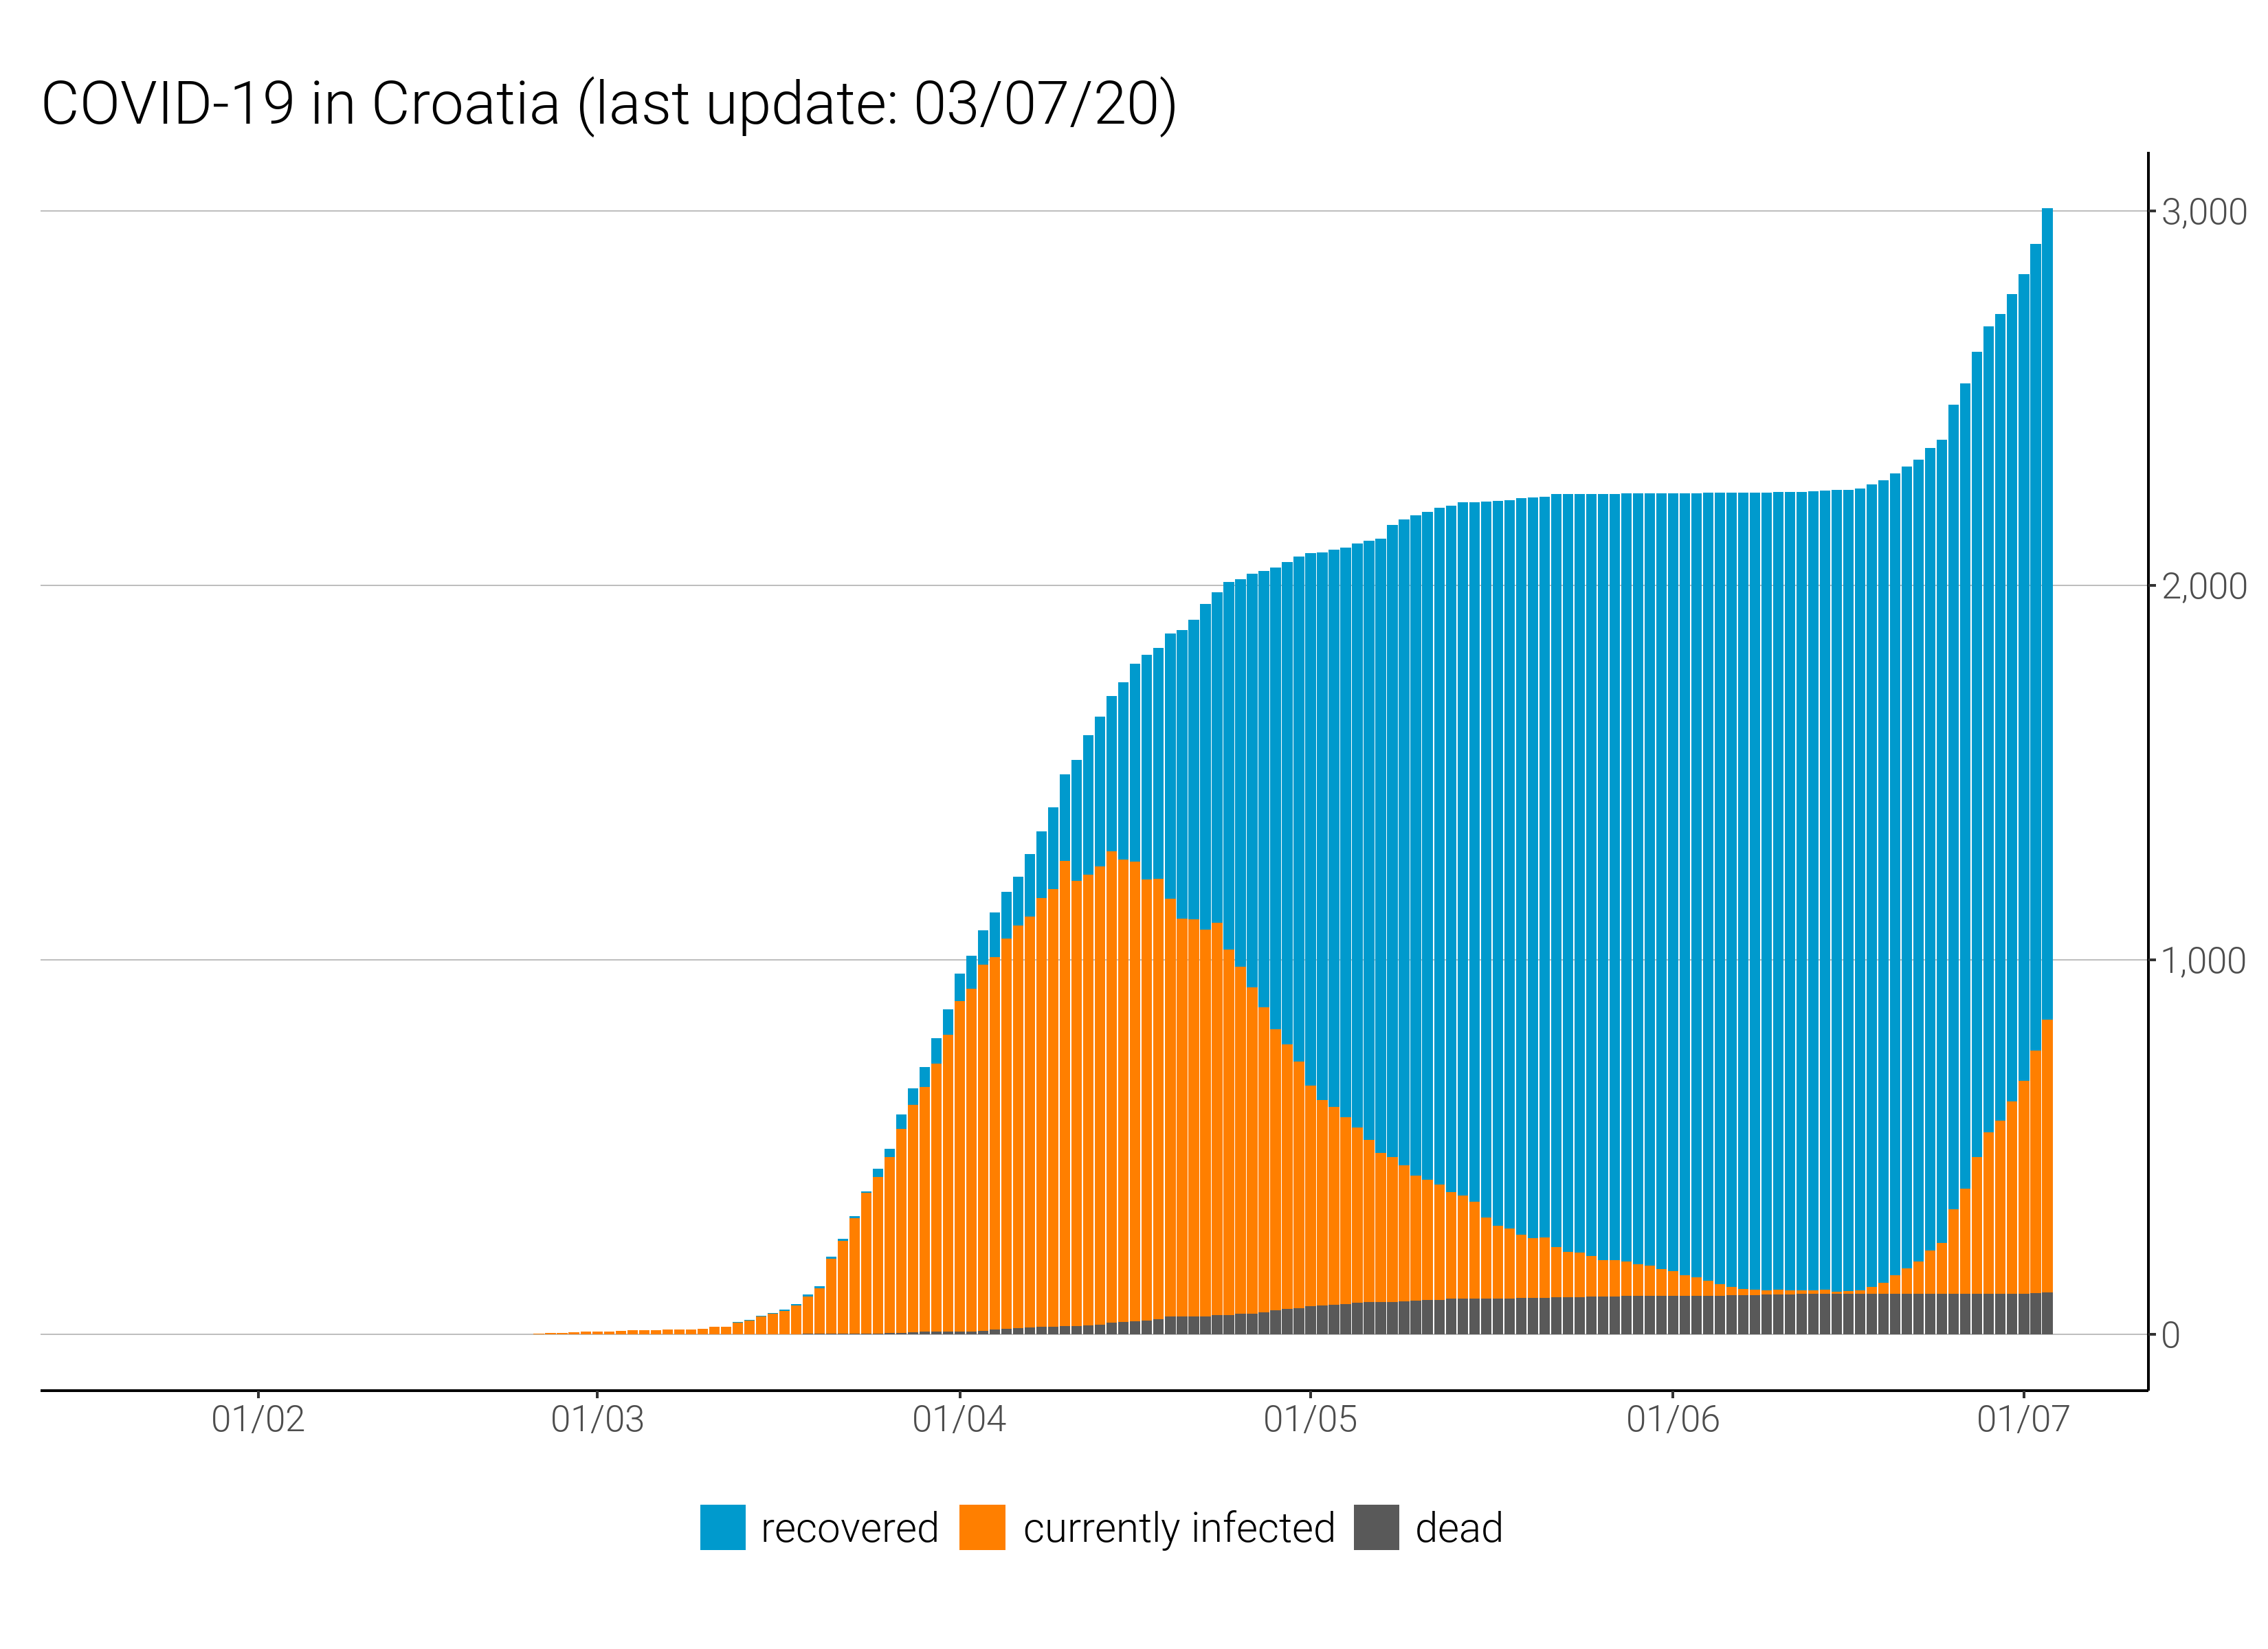 COVID-19 in Croatia (last update: 03/07/20)
3,000
2,000
1,000
0
01/02 01/03 01/04 01/05 01/06 01/07
recovered currently infected dead